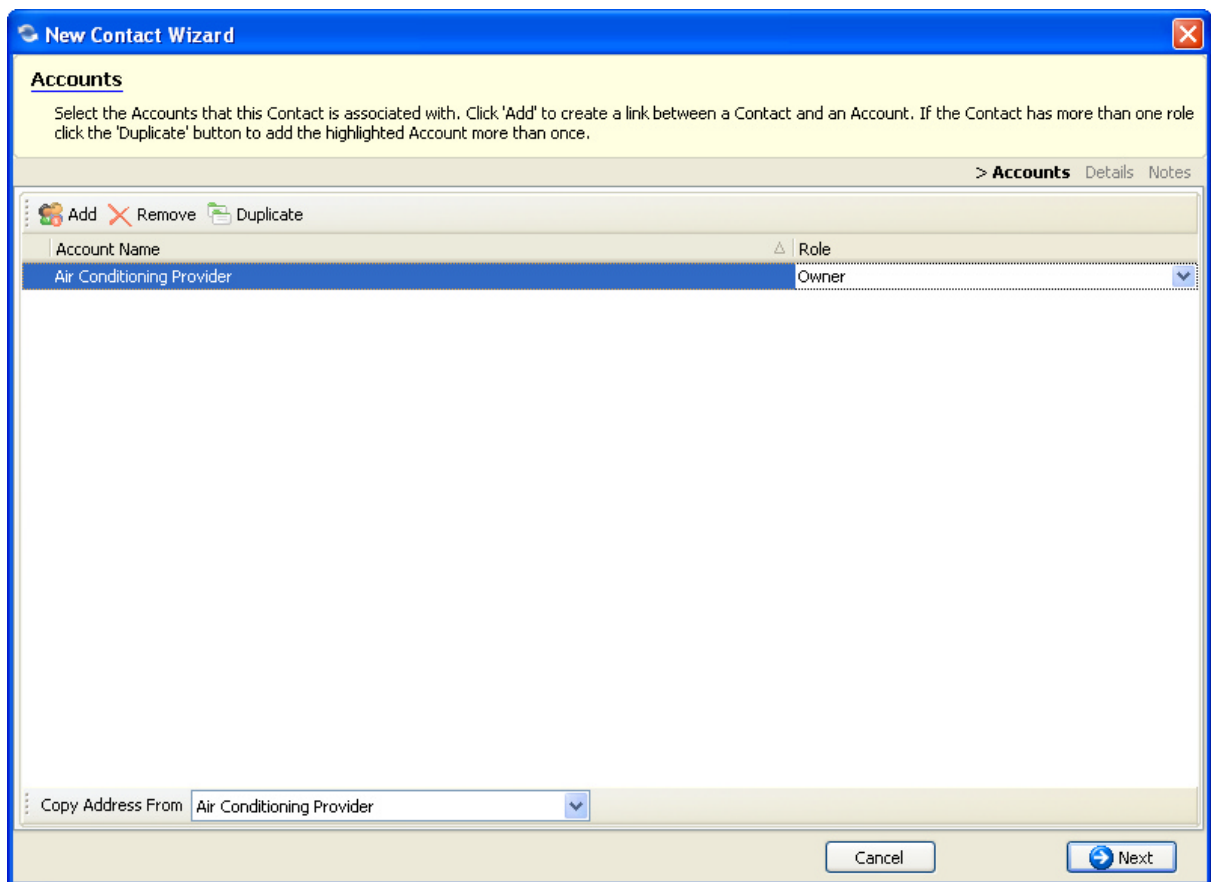 New Contact Wizard
Accounts
Select the Accounts that this Contact is associated with. Click 'Add' to create a link between a Contact and an Account. If the Contact has more than one role
click the 'Duplicate' button to add the highlighted Account more than once.
> Accounts Details Notes
Add Remove Duplicate
Account Name Role
Air Conditioning Provider Owner
Copy Address From Air Conditioning Provider
Cancel Next